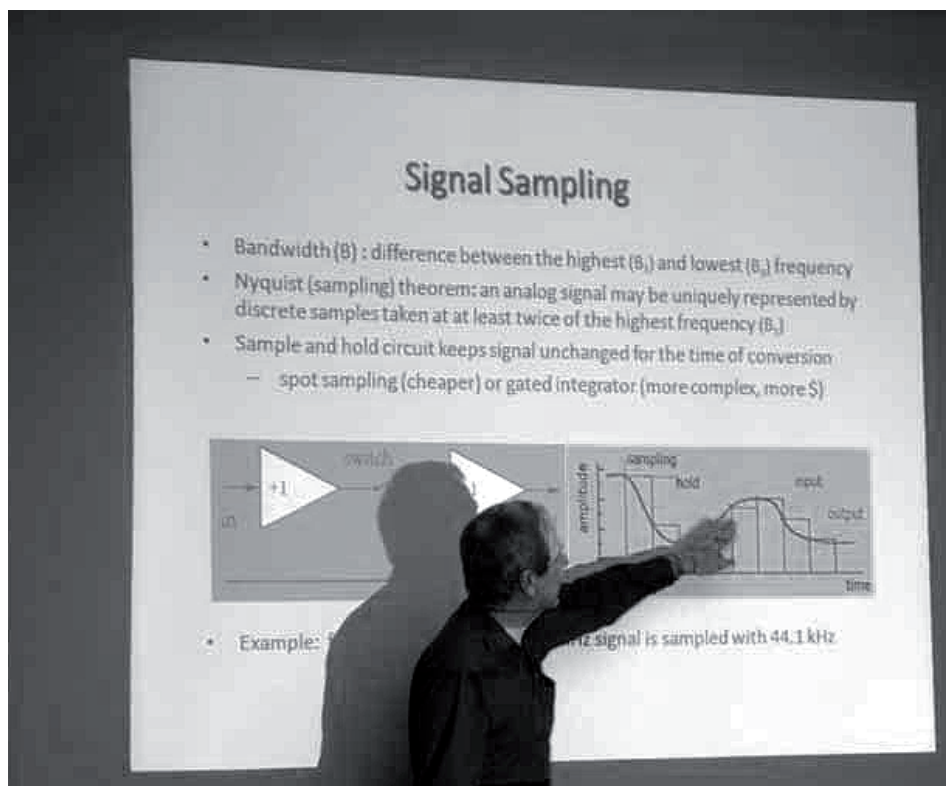 Signal Sampling
• Bandwidth (B) : difference between the highest (B₁) and lowest (B₂) frequency
• Nyquist (sampling) theorem: an analog signal may be uniquely represented by
discrete samples taken at at least twice of the highest frequency (B₁)
• Sample and hold circuit keeps signal unchanged for the time of conversion
– spot sampling (cheaper) or gated integrator (more complex, more $)
switch
+1
amplitude
sampling
hold
input
output
time
• Example: signal is sampled with 44.1 kHz